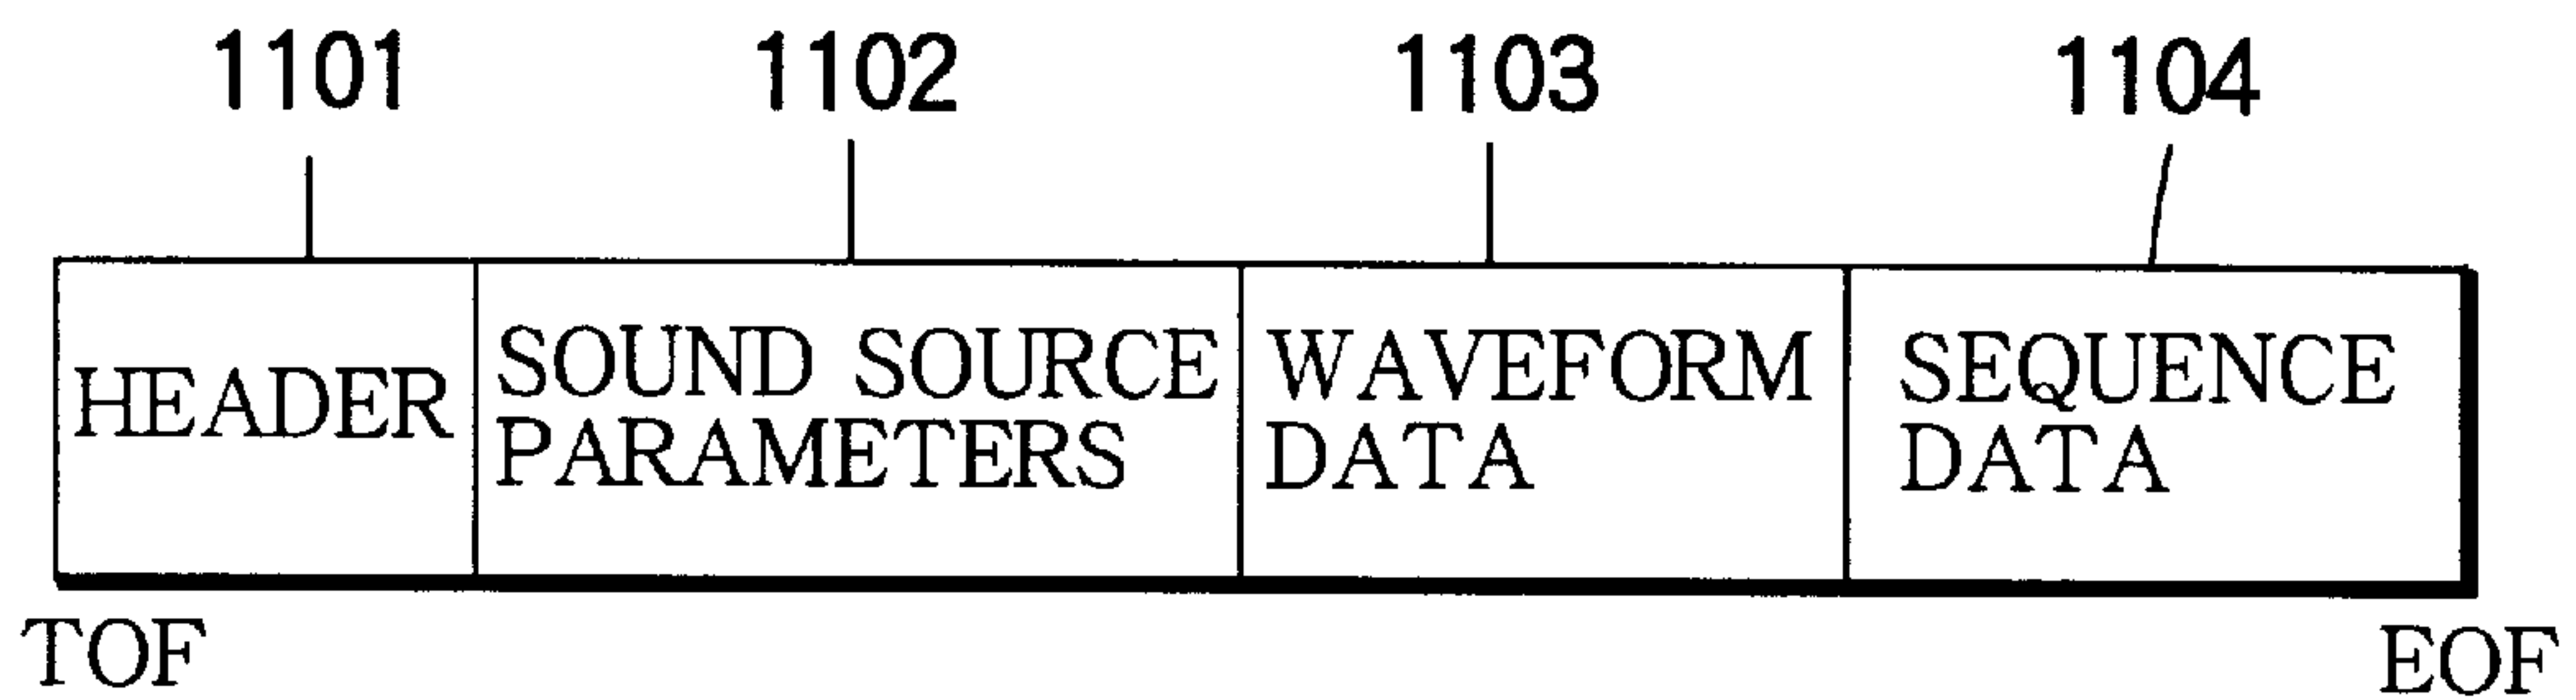 1101
1102
1103
1104
HEADER
SOUND SOURCE
PARAMETERS
WAVEFORM
DATA
SEQUENCE
DATA
TOF
EOF